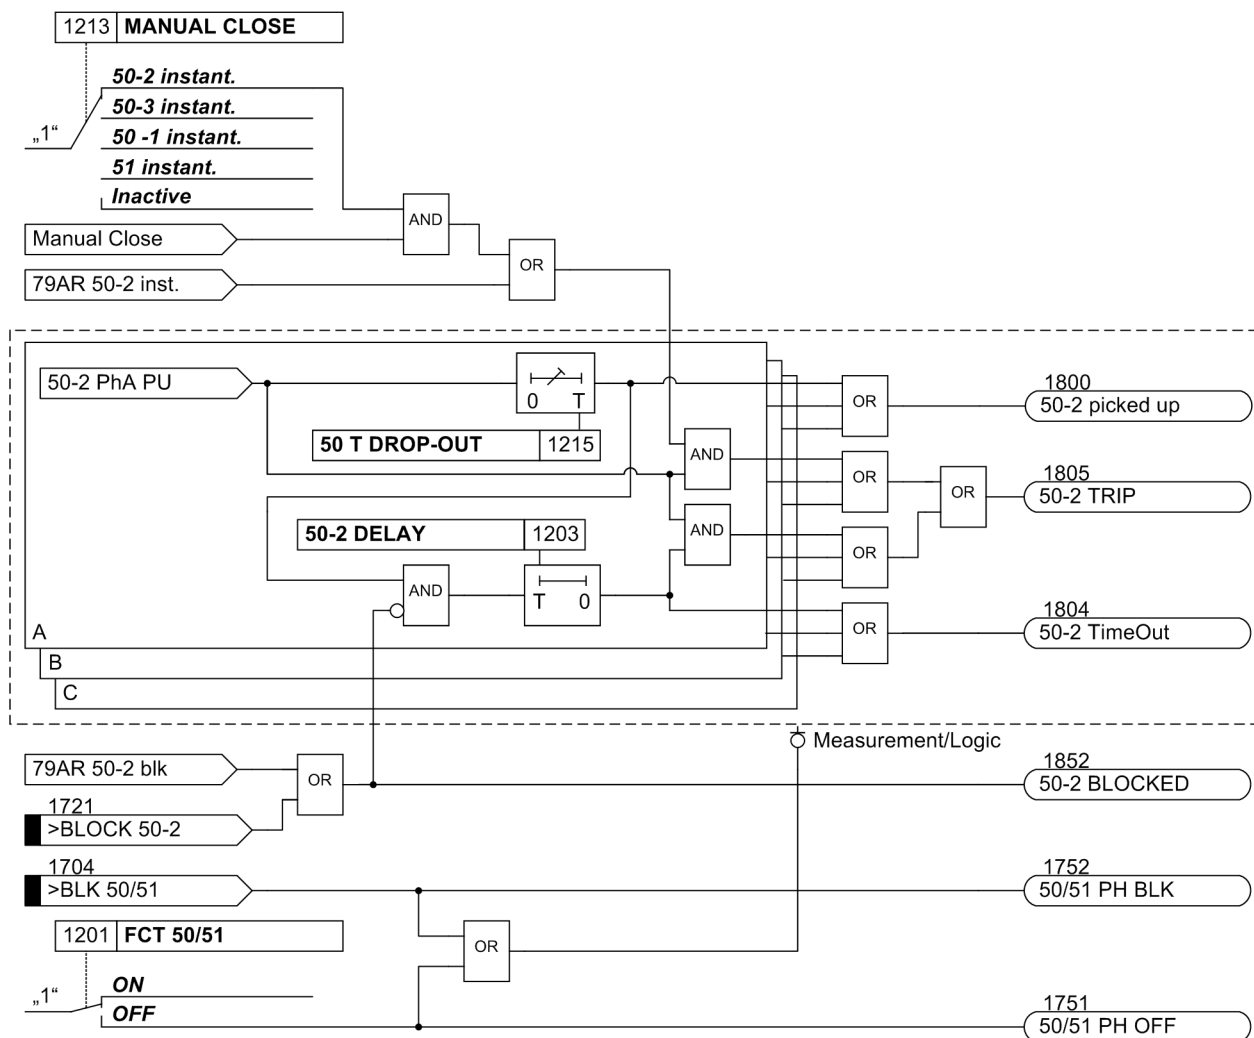 1213 MANUAL CLOSE
50-2 instant.
50-3 instant.
„1“
50 -1 instant.
51 instant.
Inactive
AND
Manual Close
OR
79AR 50-2 inst.
50-2 PhA PU
0 T
OR
1800
50-2 picked up
50 T DROP-OUT 1215
AND
OR
1805
50-2 TRIP
OR
50-2 DELAY 1203
AND
OR
AND
T 0
1804
50-2 TimeOut
OR
A
B
C
Measurement/Logic
79AR 50-2 blk
OR
1852
50-2 BLOCKED
1721
>BLOCK 50-2
1704
>BLK 50/51
1752
50/51 PH BLK
1201 FCT 50/51
OR
„1“
ON
OFF
1751
50/51 PH OFF